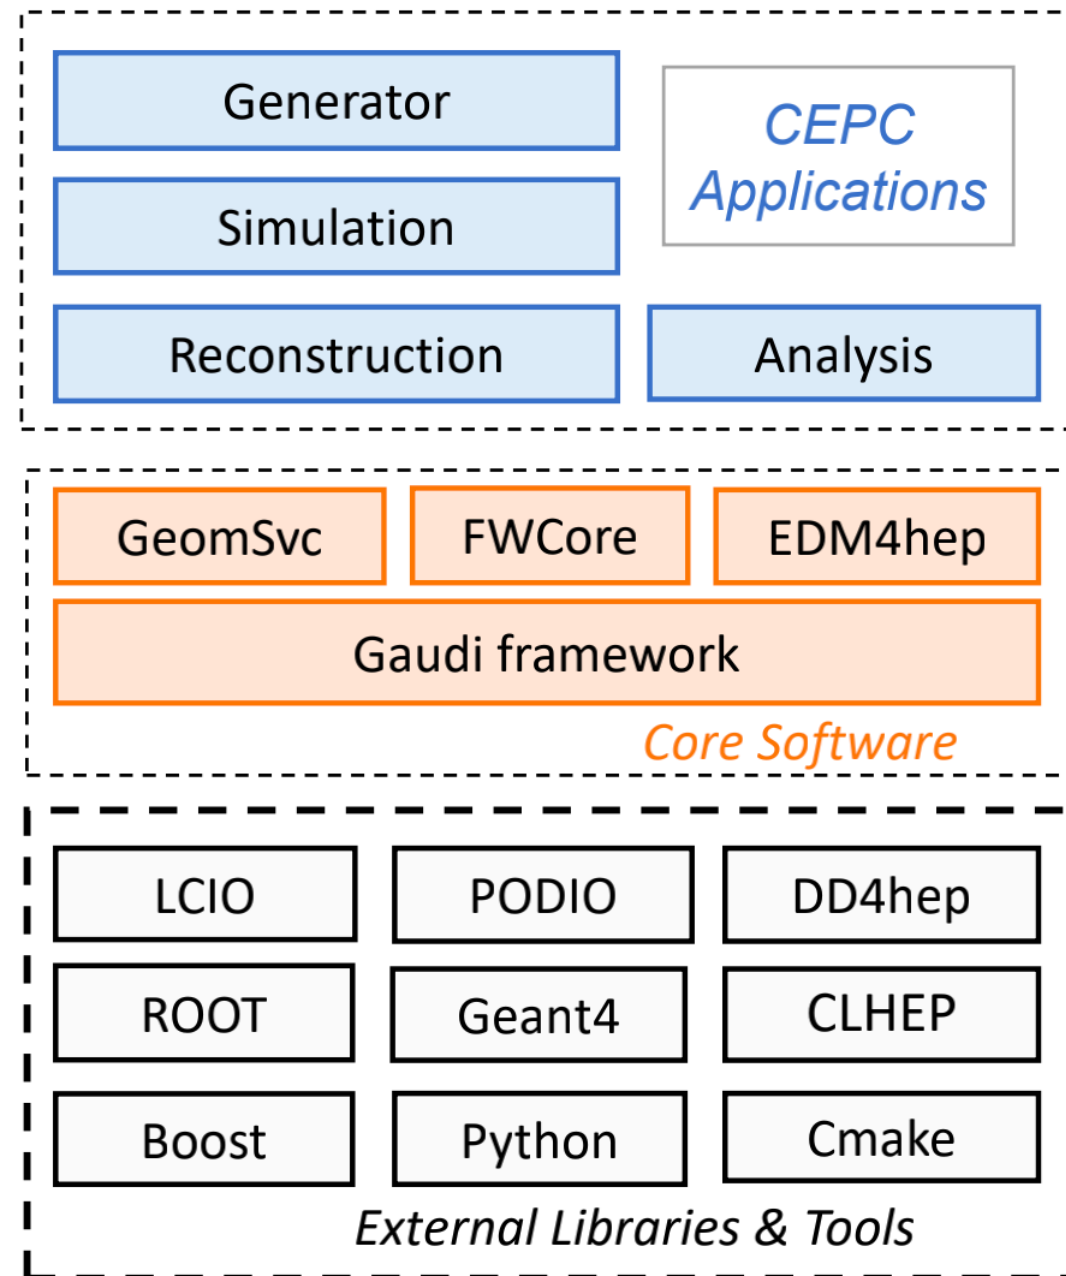 Generator
CEPC
Applications
Simulation
Reconstruction
Analysis
GeomSvc
FWCore
EDM4hep
Gaudi framework
Core Software
LCIO
PODIO
DD4hep
ROOT
Geant4
CLHEP
Boost
Python
Cmake
External Libraries & Tools